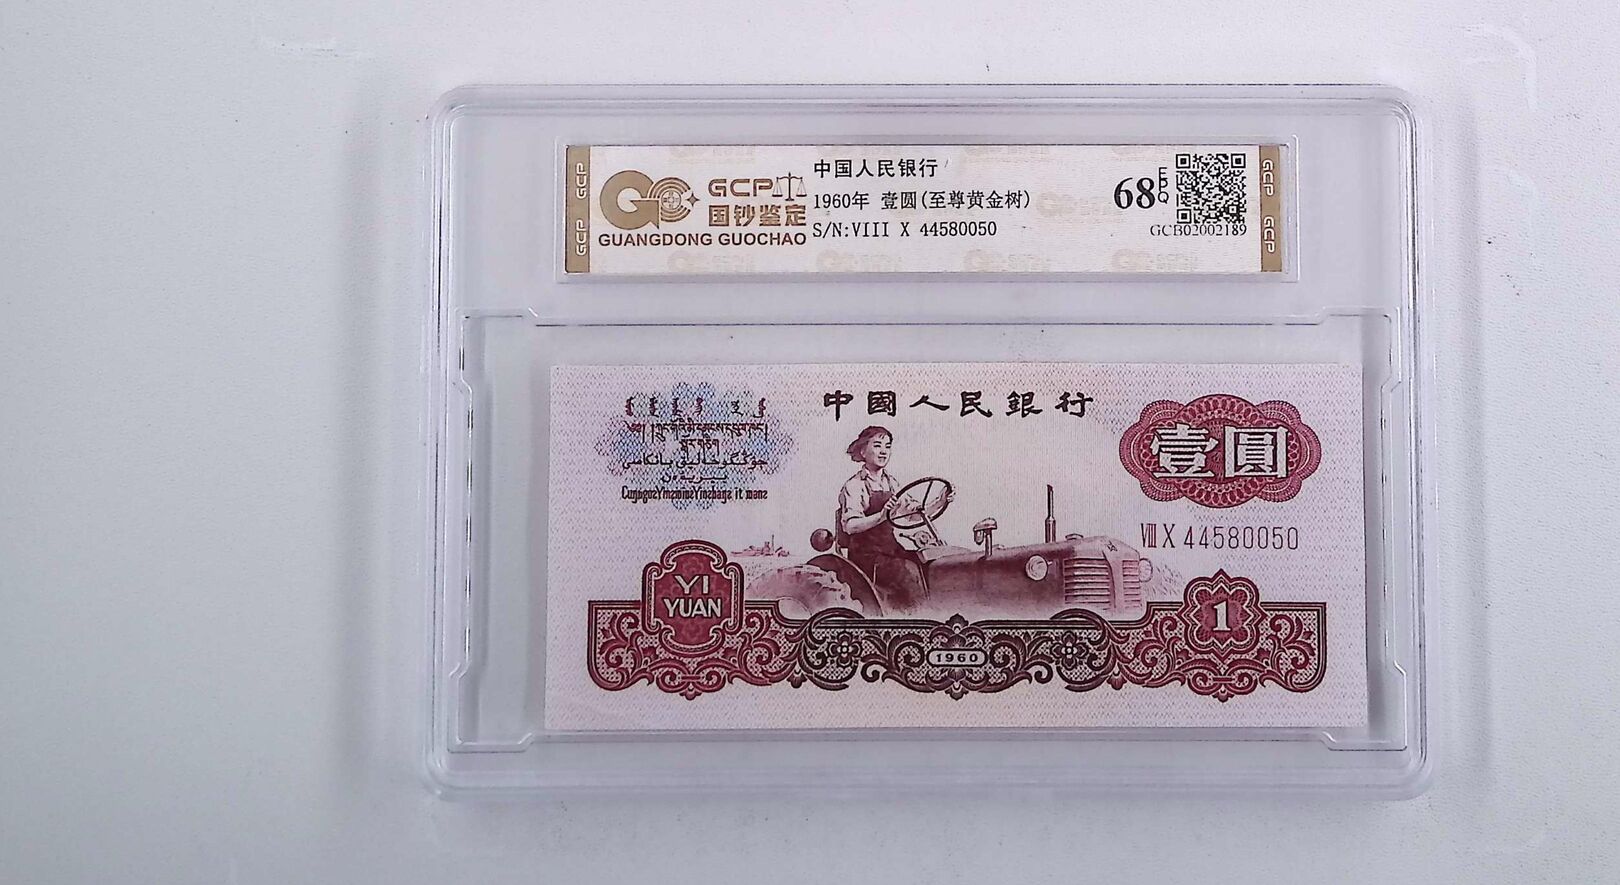 GCP
GCP
GCP
国钞鉴定
GUANGDONG GUOCHAO
中国人民银行
1960年 壹圆(至尊黄金树)
S/N:VIII X 44580050
68
EPQ
GCB02002189
GCP
GCP
中國人民銀行
壹圓
VIII X 44580050
YI
YUAN
1960
1